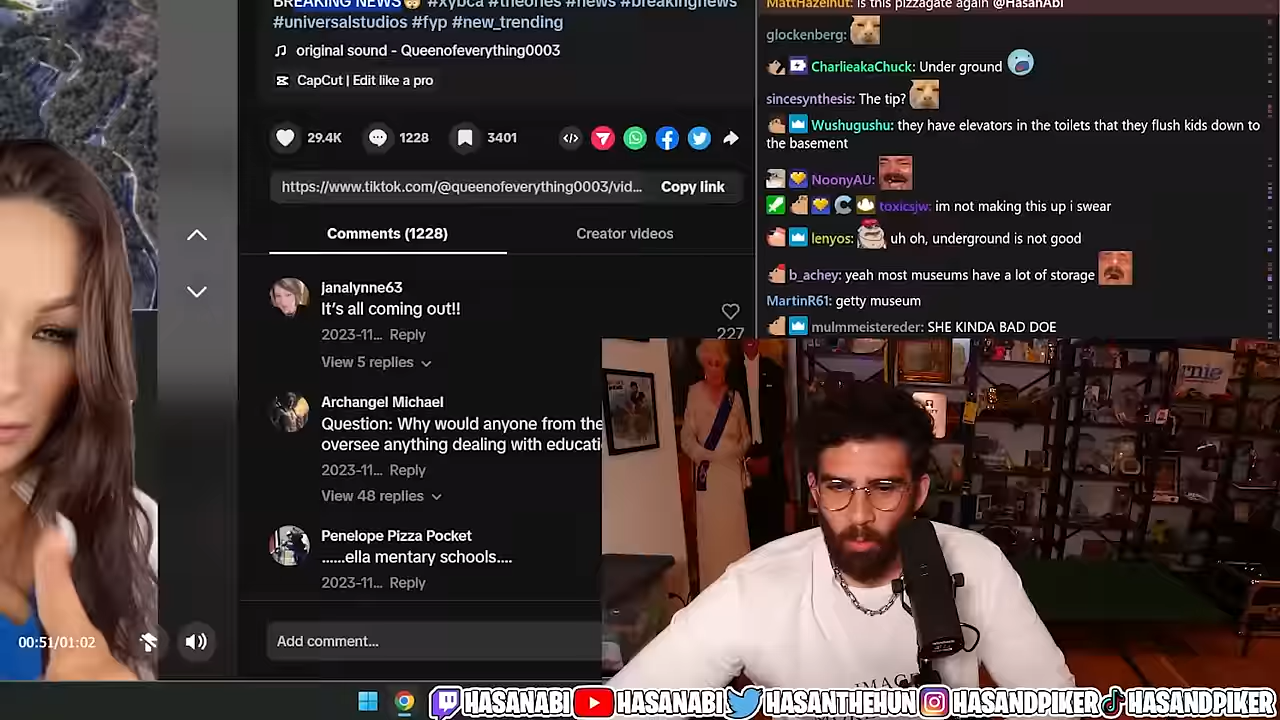 BREAKING NEWS #xybca #theories #news #breakingnews
#universalstudios #fyp #new_trending
original sound - Queenofeverything0003
CapCut | Edit like a pro
29.4K
1228
3401
https://www.tiktok.com/@queenofeverything0003/vid...
Copy link
Comments (1228)
Creator videos
janalynne63
It's all coming out!!
2023-11... Reply
227
View 5 replies
Archangel Michael
Question: Why would anyone from the
oversee anything dealing with educati
2023-11... Reply
View 48 replies
Penelope Pizza Pocket
......ella mentary schools....
2023-11... Reply
Add comment...
00:51/01:02
MattHazelnut: is this pizzagate again @HasanAbi
glockenberg:
CharlieakaChuck: Under ground
sincesynthesis: The tip?
Wushugushu: they have elevators in the toilets that they flush kids down to
the basement
NoonyAU:
toxicsjw: im not making this up i swear
lenyos: uh oh, underground is not good
b_achey: yeah most museums have a lot of storage
MartinR61: getty museum
mulmmeistereder: SHE KINDA BAD DOE
rnie
HASANABI
HASANABI
HASANTHEHUN
HASANDPIKER
HASANDPIKER